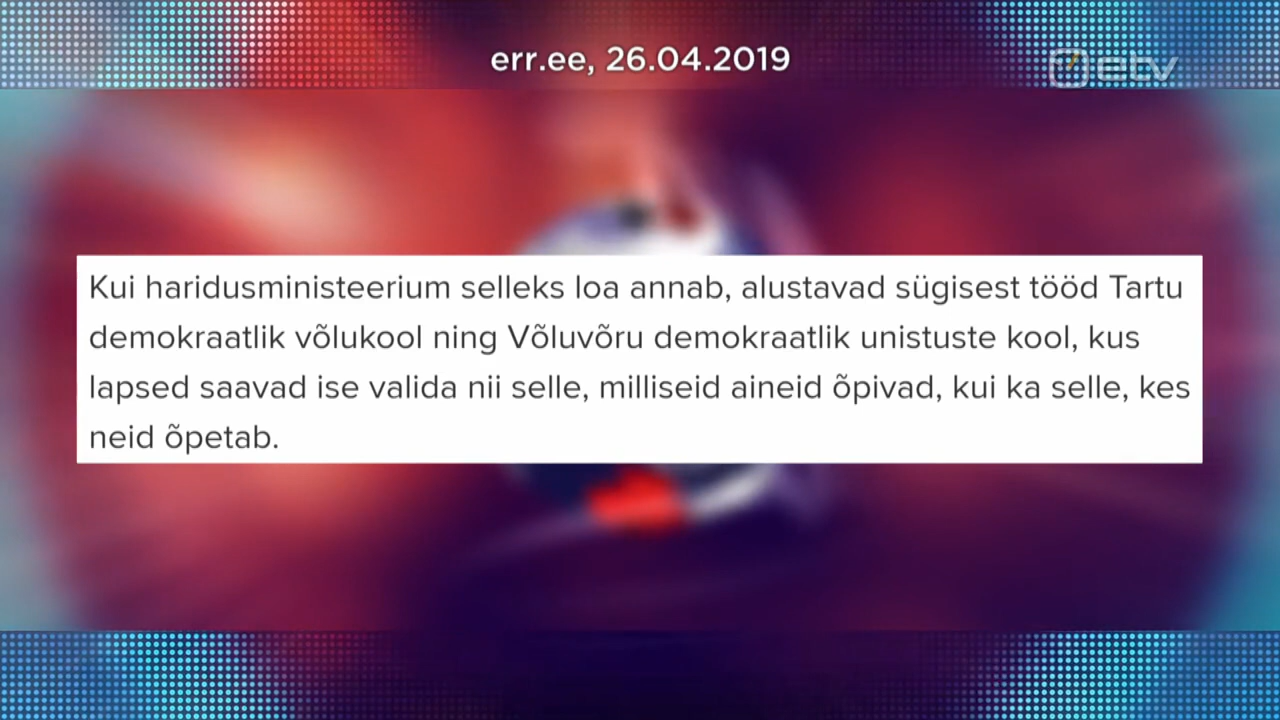 err.ee, 26.04.2019
etv
Kui haridusministeerium selleks loa annab, alustavad sügisest tööd Tartu
demokraatlik võlukool ning Võluvõru demokraatlik unistuste kool, kus
lapsed saavad ise valida nii selle, milliseid aineid õpivad, kui ka selle, kes
neid õpetab.